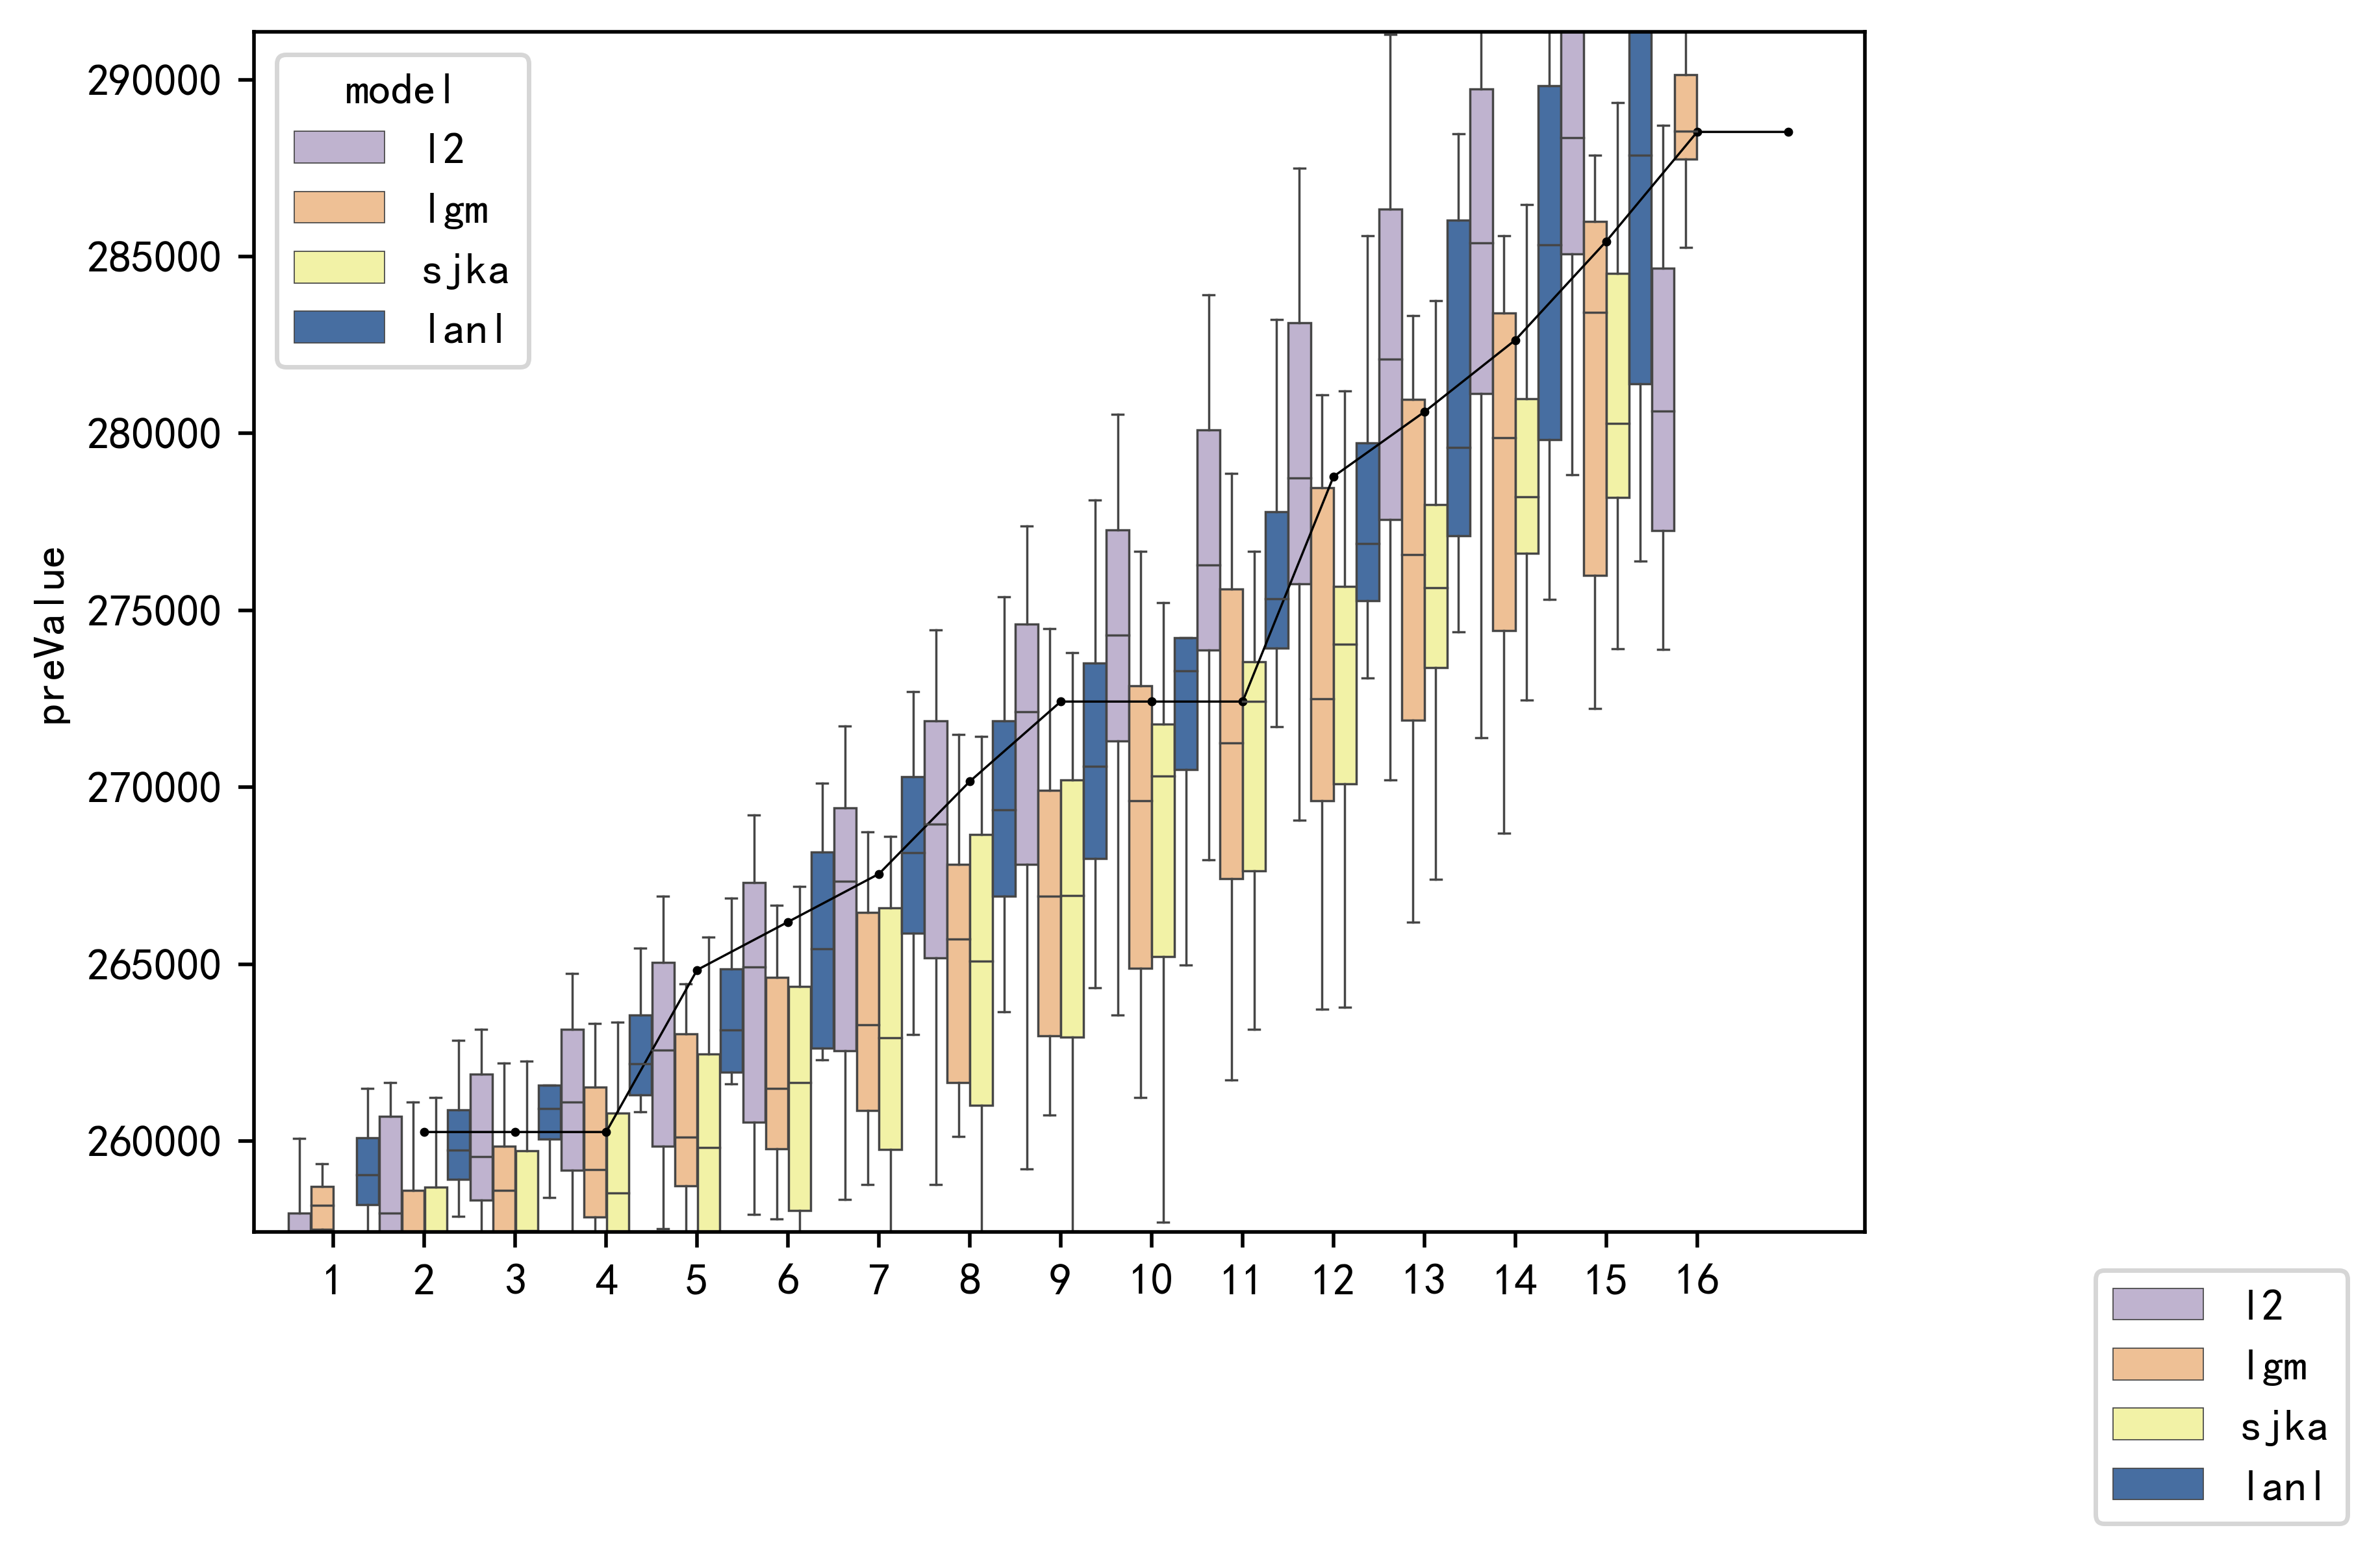 model
l2
lgm
sjka
lanl
preValue
290000
285000
280000
275000
270000
265000
260000
1 2 3 4 5 6 7 8 9 10 11 12 13 14 15 16
l2
lgm
sjka
lanl